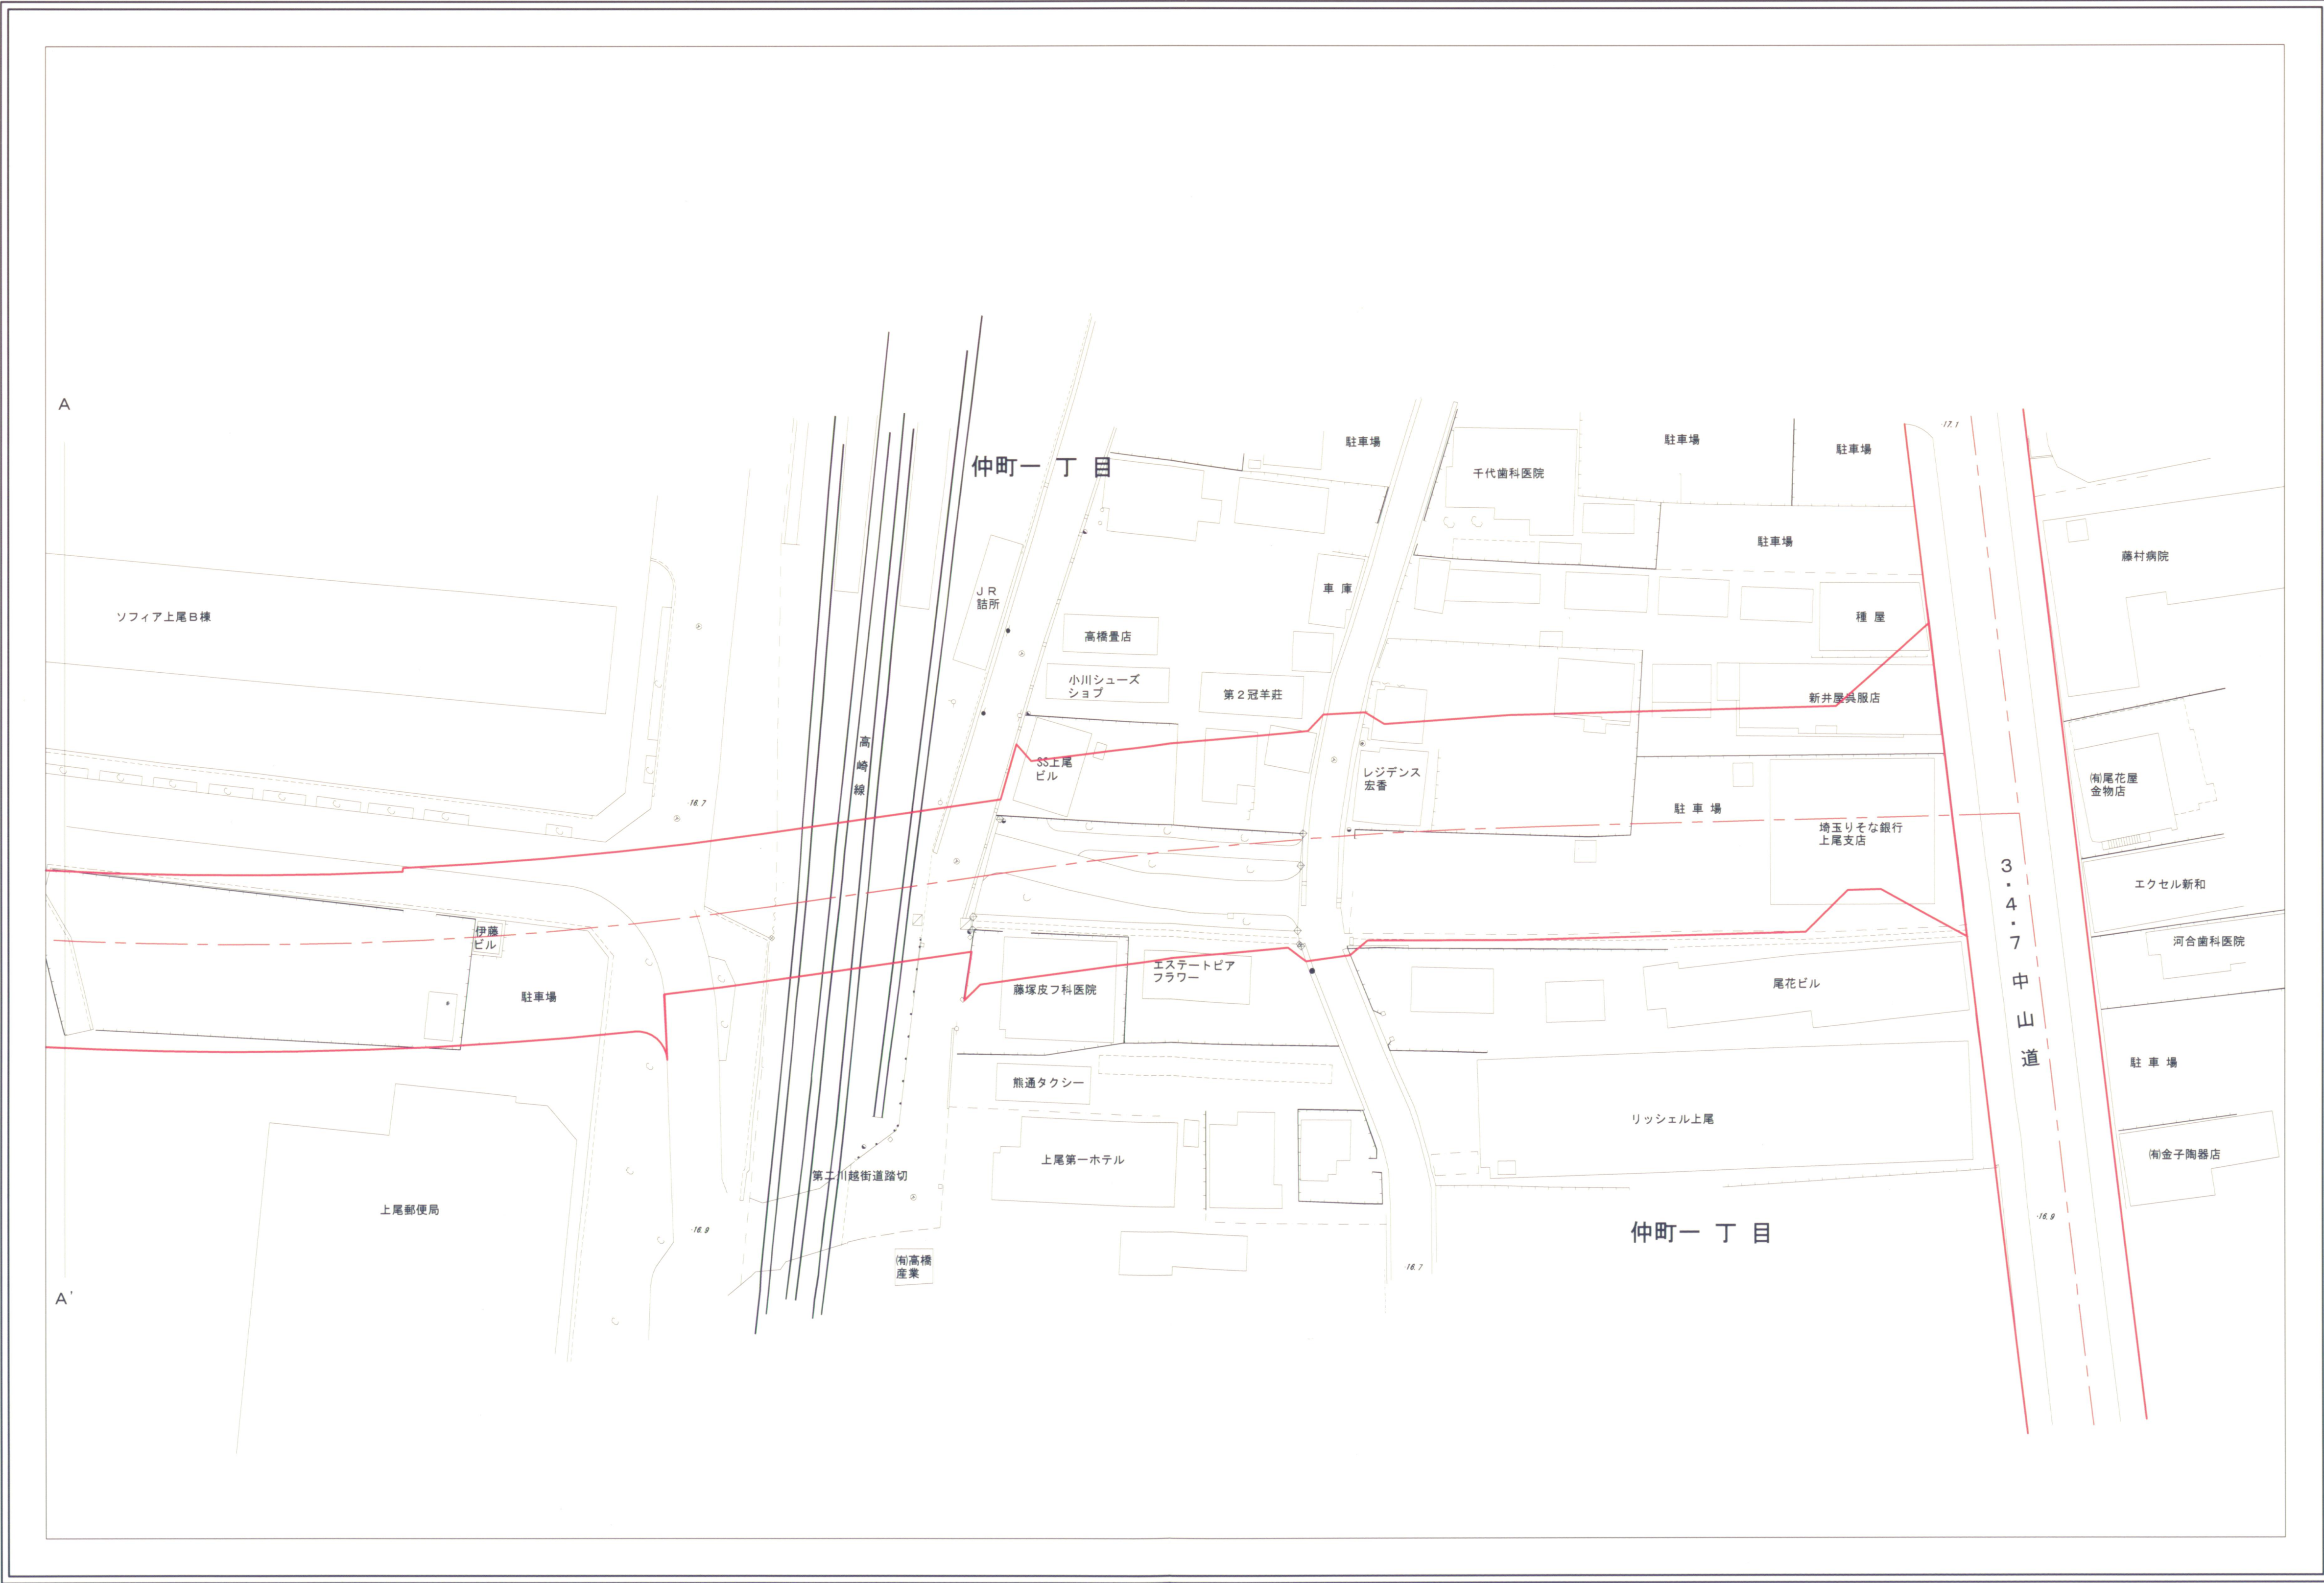 A
仲町一丁目
駐車場
千代歯科医院
駐車場
駐車場
-17.1
駐車場
藤村病院
JR
詰所
車庫
ソフィア上尾B棟
種屋
高橋畳店
小川シューズ
ショプ
第2冠羊荘
新井屋呉服店
高崎線
SS上尾
ビル
レジデンス
宏香
㈲尾花屋
金物店
16.7
駐車場
埼玉りそな銀行
上尾支店
3・4・7中山道
エクセル新和
伊藤
ビル
河合歯科医院
エステートピア
フラワー
駐車場
藤塚皮フ科医院
尾花ビル
駐車場
熊通タクシー
リッシェル上尾
上尾第一ホテル
㈲金子陶器店
第二川越街道踏切
上尾郵便局
-16.9
-16.9
仲町一丁目
㈲高橋
産業
-16.7
A'